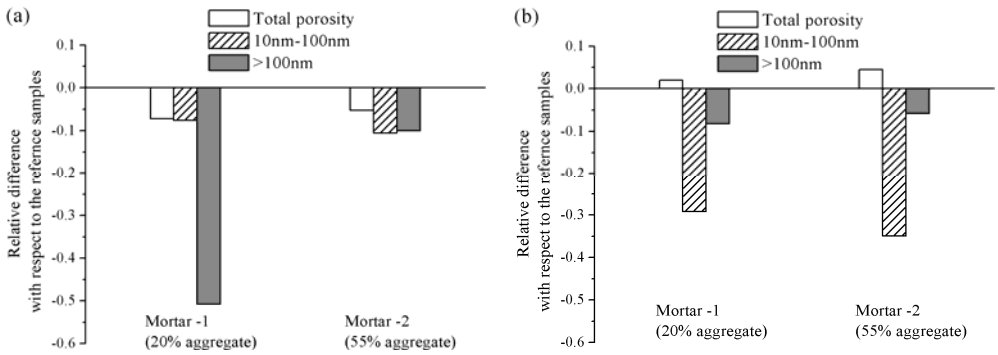 (a)
Total porosity
10nm-100nm
>100nm
0.1
0.0
-0.1
-0.2
-0.3
-0.4
-0.5
-0.6
Relative difference
with respect to the refernce samples
Mortar -1
(20% aggregate)
Mortar -2
(55% aggregate)
(b)
Total porosity
10nm-100nm
>100nm
0.1
0.0
-0.1
-0.2
-0.3
-0.4
-0.5
-0.6
Relative difference
with respect to the refernce samples
Mortar -1
(20% aggregate)
Mortar -2
(55% aggregate)